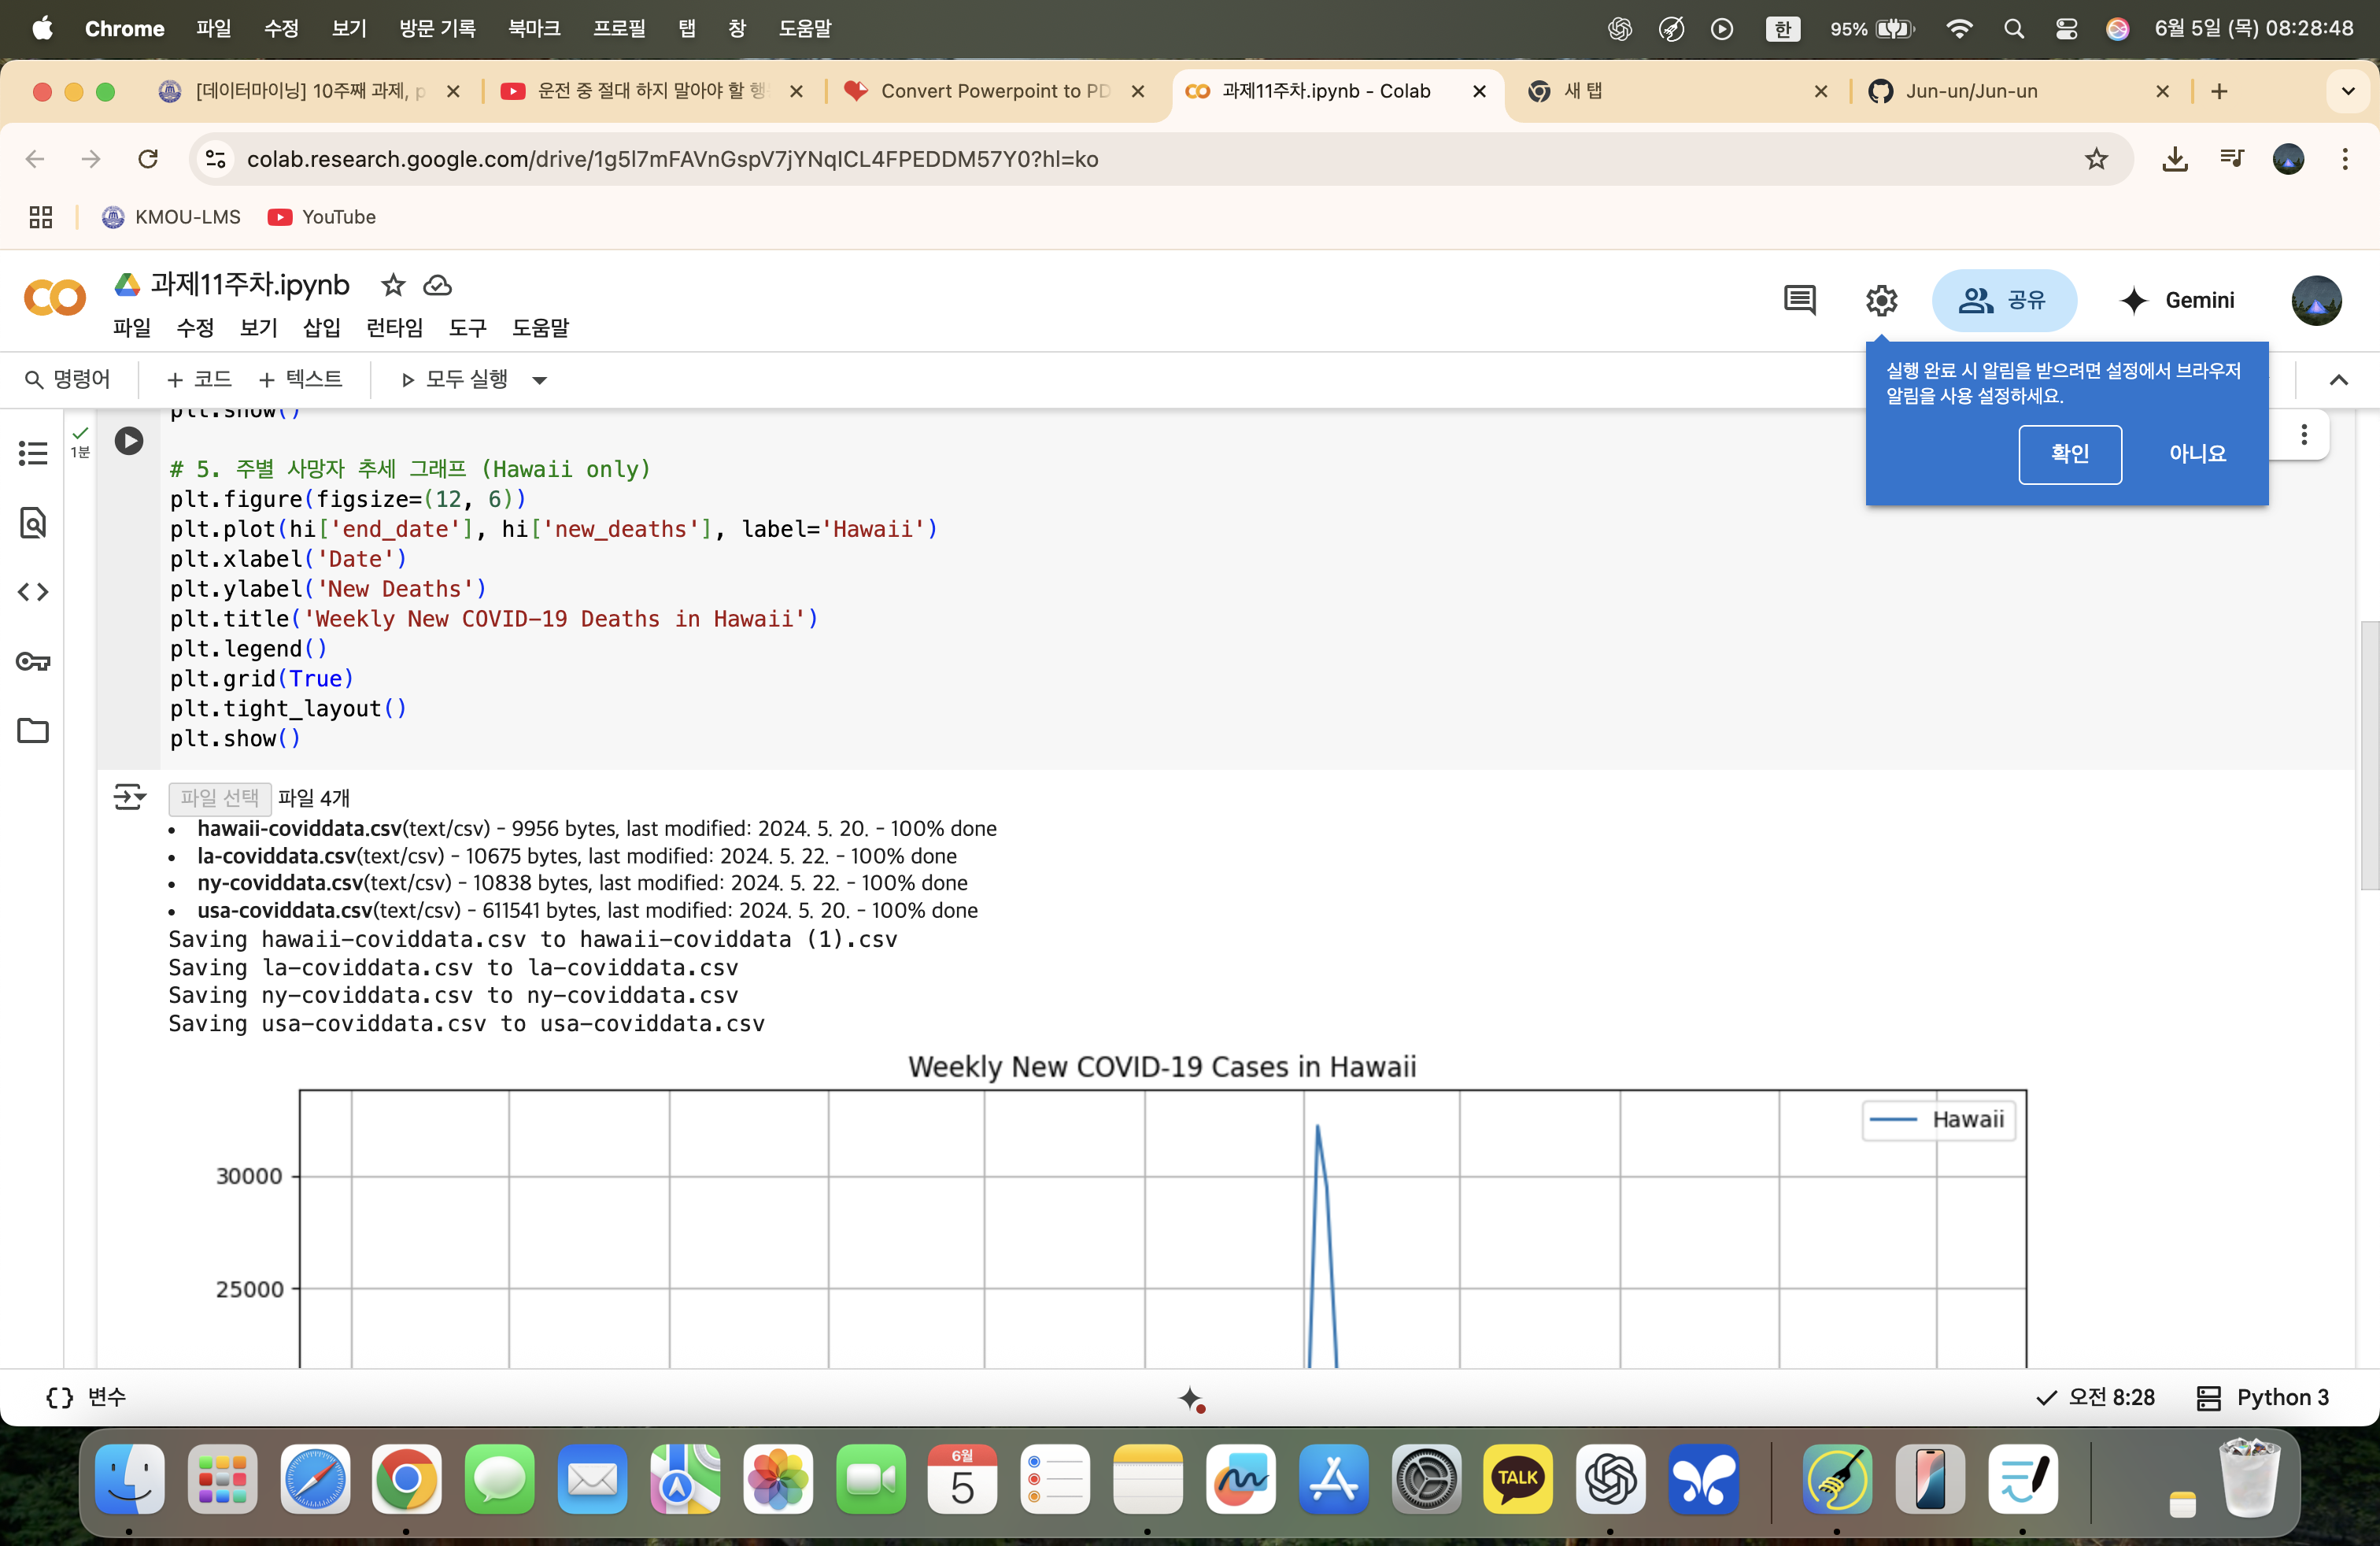 Chrome 파일 수정 보기 방문 기록 북마크 프로필 탭 창 도움말 한 95% 6월 5일 (목) 08:28:48
[데이터마이닝] 10주째 과제, p 운전 중 절대 하지 말아야 할 행 Convert Powerpoint to PD 과제11주차.ipynb - Colab 새 탭 Jun-un/Jun-un
colab.research.google.com/drive/1g5l7mFAVnGspV7jYNqlCL4FPEDDM57Y0?hl=ko
KMOU-LMS YouTube
과제11주차.ipynb
파일 수정 보기 삽입 런타임 도구 도움말
공유 Gemini
명령어 + 코드 + 텍스트 모두 실행
실행 완료 시 알림을 받으려면 설정에서 브라우저
알림을 사용 설정하세요.
확인 아니요
1분
plt.show()
# 5. 주별 사망자 추세 그래프 (Hawaii only)
plt.figure(figsize=(12, 6))
plt.plot(hi['end_date'], hi['new_deaths'], label='Hawaii')
plt.xlabel('Date')
plt.ylabel('New Deaths')
plt.title('Weekly New COVID-19 Deaths in Hawaii')
plt.legend()
plt.grid(True)
plt.tight_layout()
plt.show()
파일 선택 파일 4개
• hawaii-coviddata.csv(text/csv) - 9956 bytes, last modified: 2024. 5. 20. - 100% done
• la-coviddata.csv(text/csv) - 10675 bytes, last modified: 2024. 5. 22. - 100% done
• ny-coviddata.csv(text/csv) - 10838 bytes, last modified: 2024. 5. 22. - 100% done
• usa-coviddata.csv(text/csv) - 611541 bytes, last modified: 2024. 5. 20. - 100% done
Saving hawaii-coviddata.csv to hawaii-coviddata (1).csv
Saving la-coviddata.csv to la-coviddata.csv
Saving ny-coviddata.csv to ny-coviddata.csv
Saving usa-coviddata.csv to usa-coviddata.csv
Weekly New COVID-19 Cases in Hawaii
Hawaii
30000
25000
{} 변수 오전 8:28 Python 3
6월
5
TALK